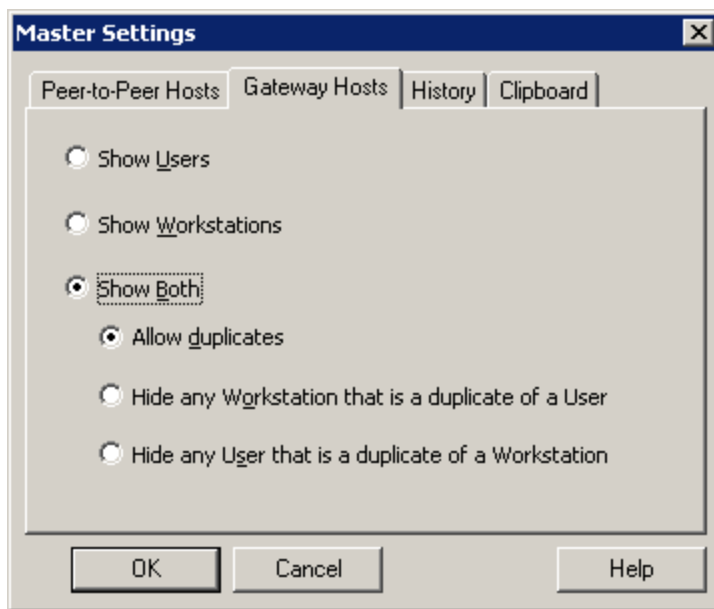 Master Settings
Peer-to-Peer Hosts Gateway Hosts History Clipboard
Show Users
Show Workstations
Show Both
Allow duplicates
Hide any Workstation that is a duplicate of a User
Hide any User that is a duplicate of a Workstation
OK Cancel Help